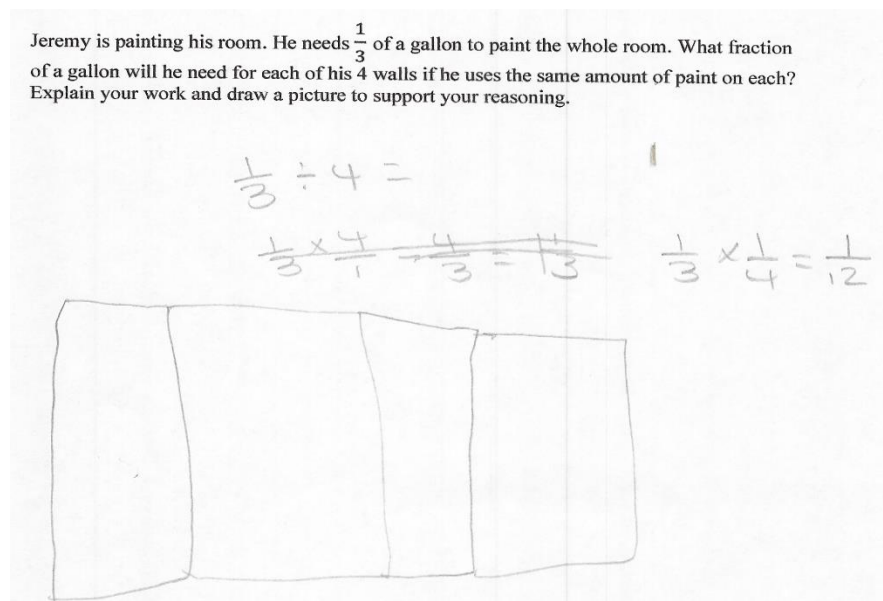 Jeremy is painting his room. He needs 1/3 of a gallon to paint the whole room. What fraction
of a gallon will he need for each of his 4 walls if he uses the same amount of paint on each?
Explain your work and draw a picture to support your reasoning.
1/3 ÷ 4 =
1/3 × 4/1 = 4/3 = 1 1/3 1/3 × 1/4 = 1/12